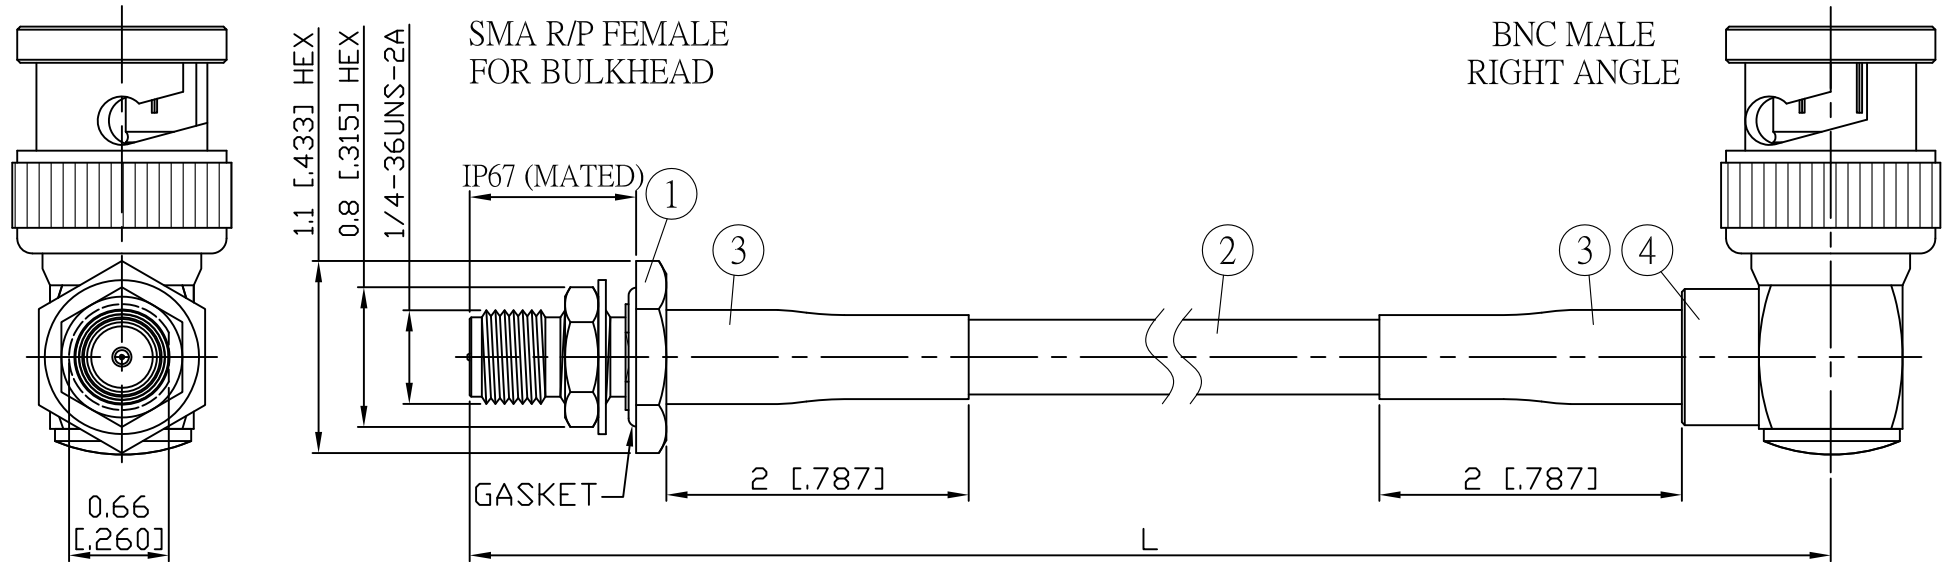 SMA R/P FEMALE
FOR BULKHEAD
BNC MALE
RIGHT ANGLE
1.1 [.433] HEX
0.8 [.315] HEX
1/4-36UNS-2A
IP67 (MATED)
1
3
2
3
4
GASKET
2 [.787]
2 [.787]
0.66
[.260]
L